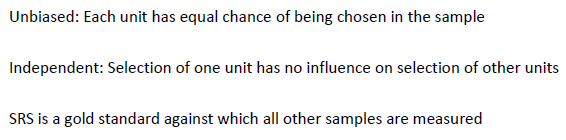 Unbiased: Each unit has equal chance of being chosen in the sample
Independent: Selection of one unit has no influence on selection of other units
SRS is a gold standard against which all other samples are measured